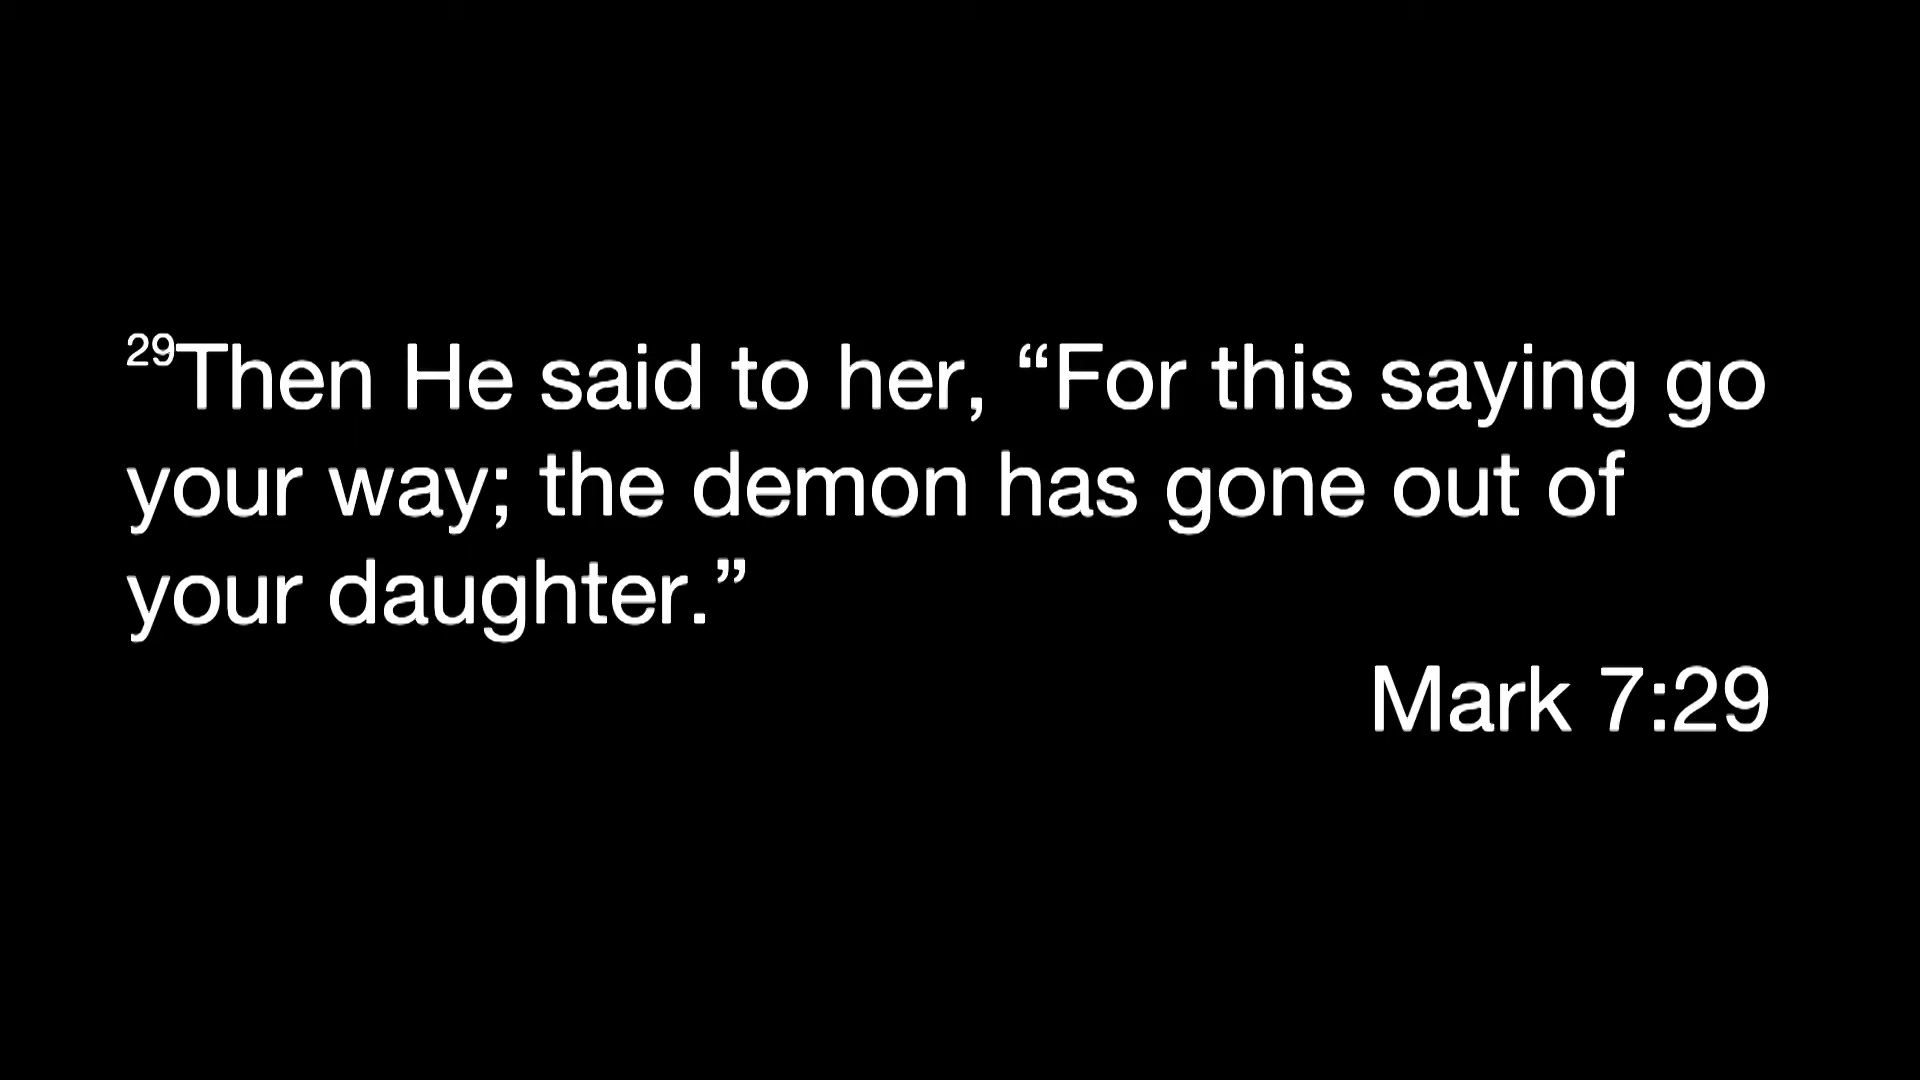 29Then He said to her, “For this saying go
your way; the demon has gone out of
your daughter.”
Mark 7:29